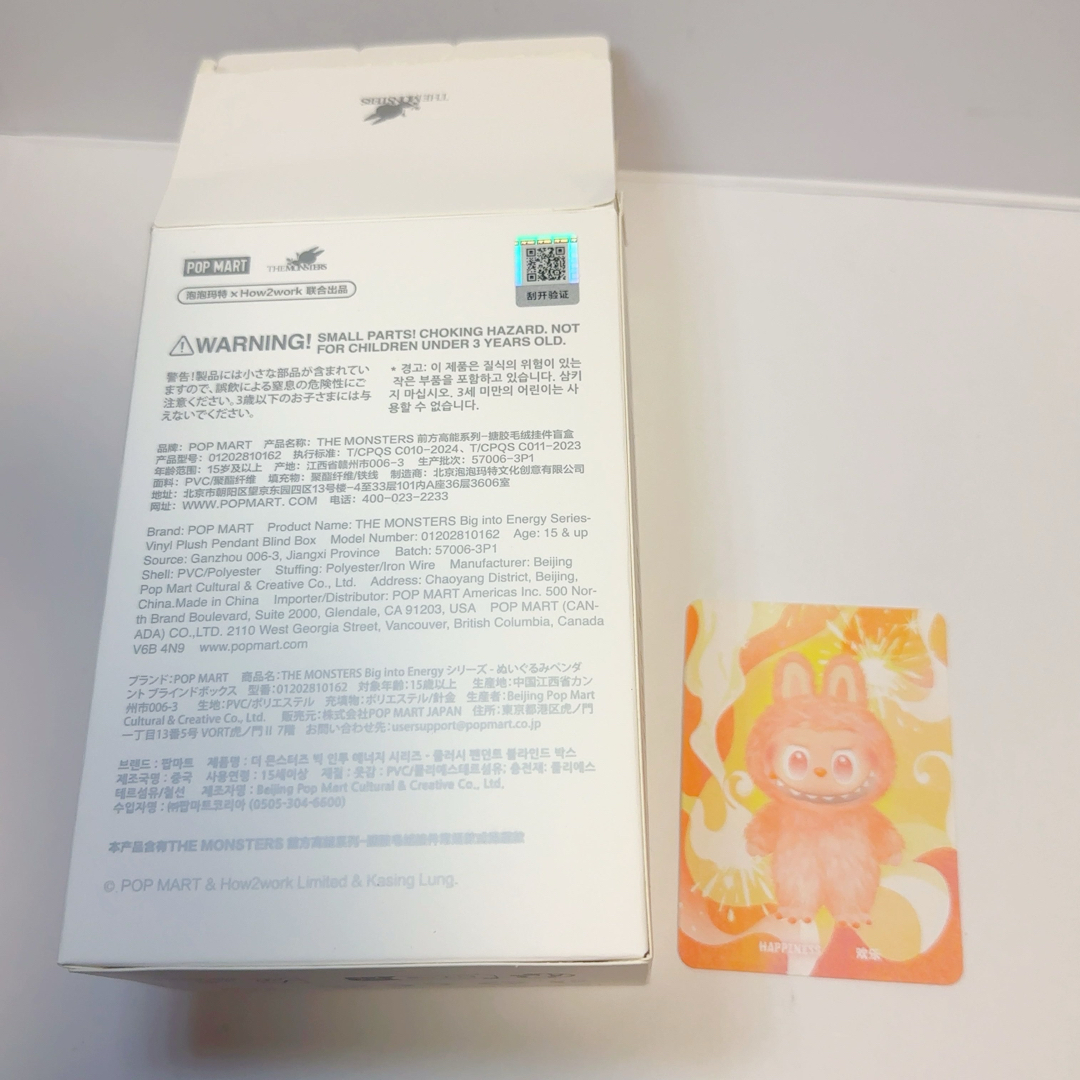 THE MONSTERS
POP MART
THE MONSTERS
泡泡玛特 x How2work 联合出品
刮开验证
WARNING! SMALL PARTS! CHOKING HAZARD. NOT
FOR CHILDREN UNDER 3 YEARS OLD.
警告!製品には小さな部品が含まれてい
ますので、誤飲による窒息の危険性にご
注意ください。3歳以下のお子さまには与
えないでください。
* 경고: 이 제품은 질식의 위험이 있는
작은 부품을 포함하고 있습니다. 삼키
지 마십시오. 3세 미만의 어린이는 사
용할 수 없습니다.
品牌: POP MART 产品名称: THE MONSTERS 前方高能系列-搪胶毛绒挂件盲盒
产品型号: 01202810162 执行标准: T/CPQS C010-2024、T/CPQS C011-2023
年龄范围: 15岁及以上 产地: 江西省赣州市006-3 生产批次: 57006-3P1
面料: PVC/聚酯纤维 填充物: 聚酯纤维/铁线 制造商: 北京泡泡玛特文化创意有限公司
地址: 北京市朝阳区望京东园四区13号楼-4至33层101内A座36层3606室
网址: WWW.POPMART. COM 电话: 400-023-2233
Brand: POP MART Product Name: THE MONSTERS Big into Energy Series-
Vinyl Plush Pendant Blind Box Model Number: 01202810162 Age: 15 & up
Source: Ganzhou 006-3, Jiangxi Province Batch: 57006-3P1
Shell: PVC/Polyester Stuffing: Polyester/Iron Wire Manufacturer: Beijing
Pop Mart Cultural & Creative Co., Ltd. Address: Chaoyang District, Beijing,
China.Made in China Importer/Distributor: POP MART Americas Inc. 500 Nor-
th Brand Boulevard, Suite 2000, Glendale, CA 91203, USA POP MART (CAN-
ADA) CO.,LTD. 2110 West Georgia Street, Vancouver, British Columbia, Canada
V6B 4N9 www.popmart.com
ブランド:POP MART 商品名:THE MONSTERS Big into Energy シリーズ - ぬいぐるみペンダ
ント ブラインドボックス 型番:01202810162 対象年齢:15歳以上 生産地:中国江西省カン
州市006-3 生地:PVC/ポリエステル 充填物:ポリエステル/針金 生産者:Beijing Pop Mart
Cultural & Creative Co., Ltd. 販売元:株式会社POP MART JAPAN 住所:東京都港区虎ノ門
一丁目13番5号 VORT虎ノ門Ⅱ 7階 お問い合わせ先:usersupport@popmart.co.jp
브랜드 : 팝마트 제품명 : 더 몬스터즈 빅 인투 에너지 시리즈 - 플러시 펜던트 블라인드 박스
제조국명 : 중국 사용연령 : 15세이상 재질 : 겉감 : PVC/폴리에스테르섬유; 충전재: 폴리에스
테르섬유/철선 제조자명 : Beijing Pop Mart Cultural & Creative Co., Ltd.
수입자명 : ㈜팝마트코리아 (0505-304-6600)
本产品含有THE MONSTERS 前方高能系列-搪胶毛绒挂件
© POP MART & How2work Limited & Kasing Lung.
HAPPINESS 欢乐